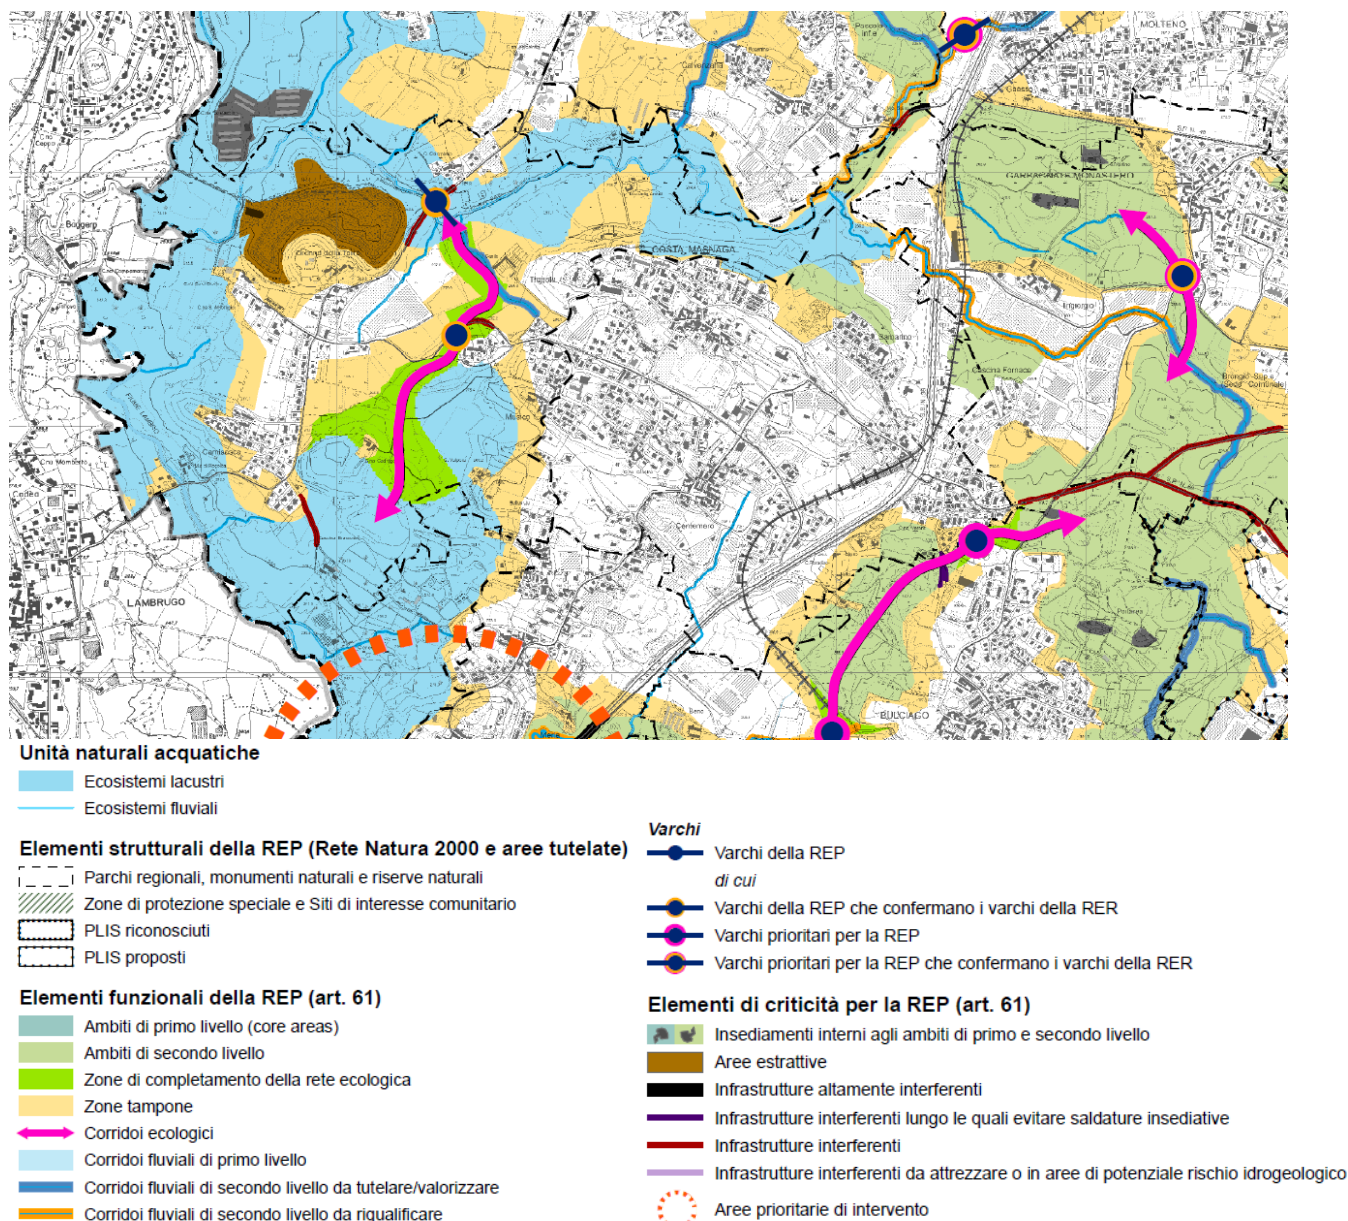 MOLTENO
GARBAGNATE MONASTERO
COSTA MASNAGA
Cascina Fornace
Centemero
LAMBRUGO
BULCIAGO
Unità naturali acquatiche
Ecosistemi lacustri
Ecosistemi fluviali
Elementi strutturali della REP (Rete Natura 2000 e aree tutelate)
Parchi regionali, monumenti naturali e riserve naturali
Zone di protezione speciale e Siti di interesse comunitario
PLIS riconosciuti
PLIS proposti
Elementi funzionali della REP (art. 61)
Ambiti di primo livello (core areas)
Ambiti di secondo livello
Zone di completamento della rete ecologica
Zone tampone
Corridoi ecologici
Corridoi fluviali di primo livello
Corridoi fluviali di secondo livello da tutelare/valorizzare
Corridoi fluviali di secondo livello da riqualificare
Varchi
Varchi della REP
di cui
Varchi della REP che confermano i varchi della RER
Varchi prioritari per la REP
Varchi prioritari per la REP che confermano i varchi della RER
Elementi di criticità per la REP (art. 61)
Insediamenti interni agli ambiti di primo e secondo livello
Aree estrattive
Infrastrutture altamente interferenti
Infrastrutture interferenti lungo le quali evitare saldature insediative
Infrastrutture interferenti
Infrastrutture interferenti da attrezzare o in aree di potenziale rischio idrogeologico
Aree prioritarie di intervento